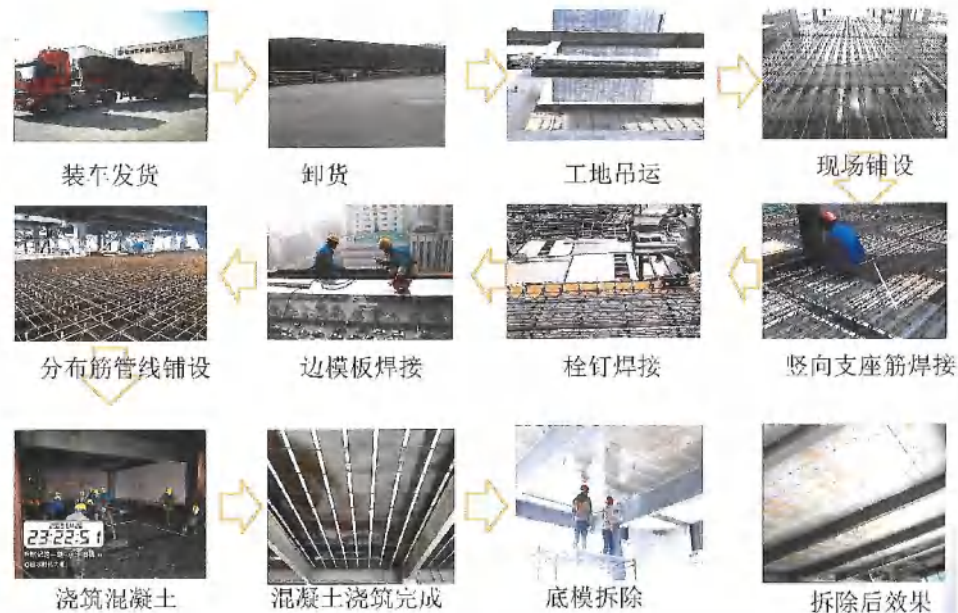 装车发货
卸货
工地吊运
现场铺设
竖向支座筋焊接
栓钉焊接
边模板焊接
分布筋管线铺设
浇筑混凝土
23:22:51
混凝土浇筑完成
底模拆除
拆除后效果